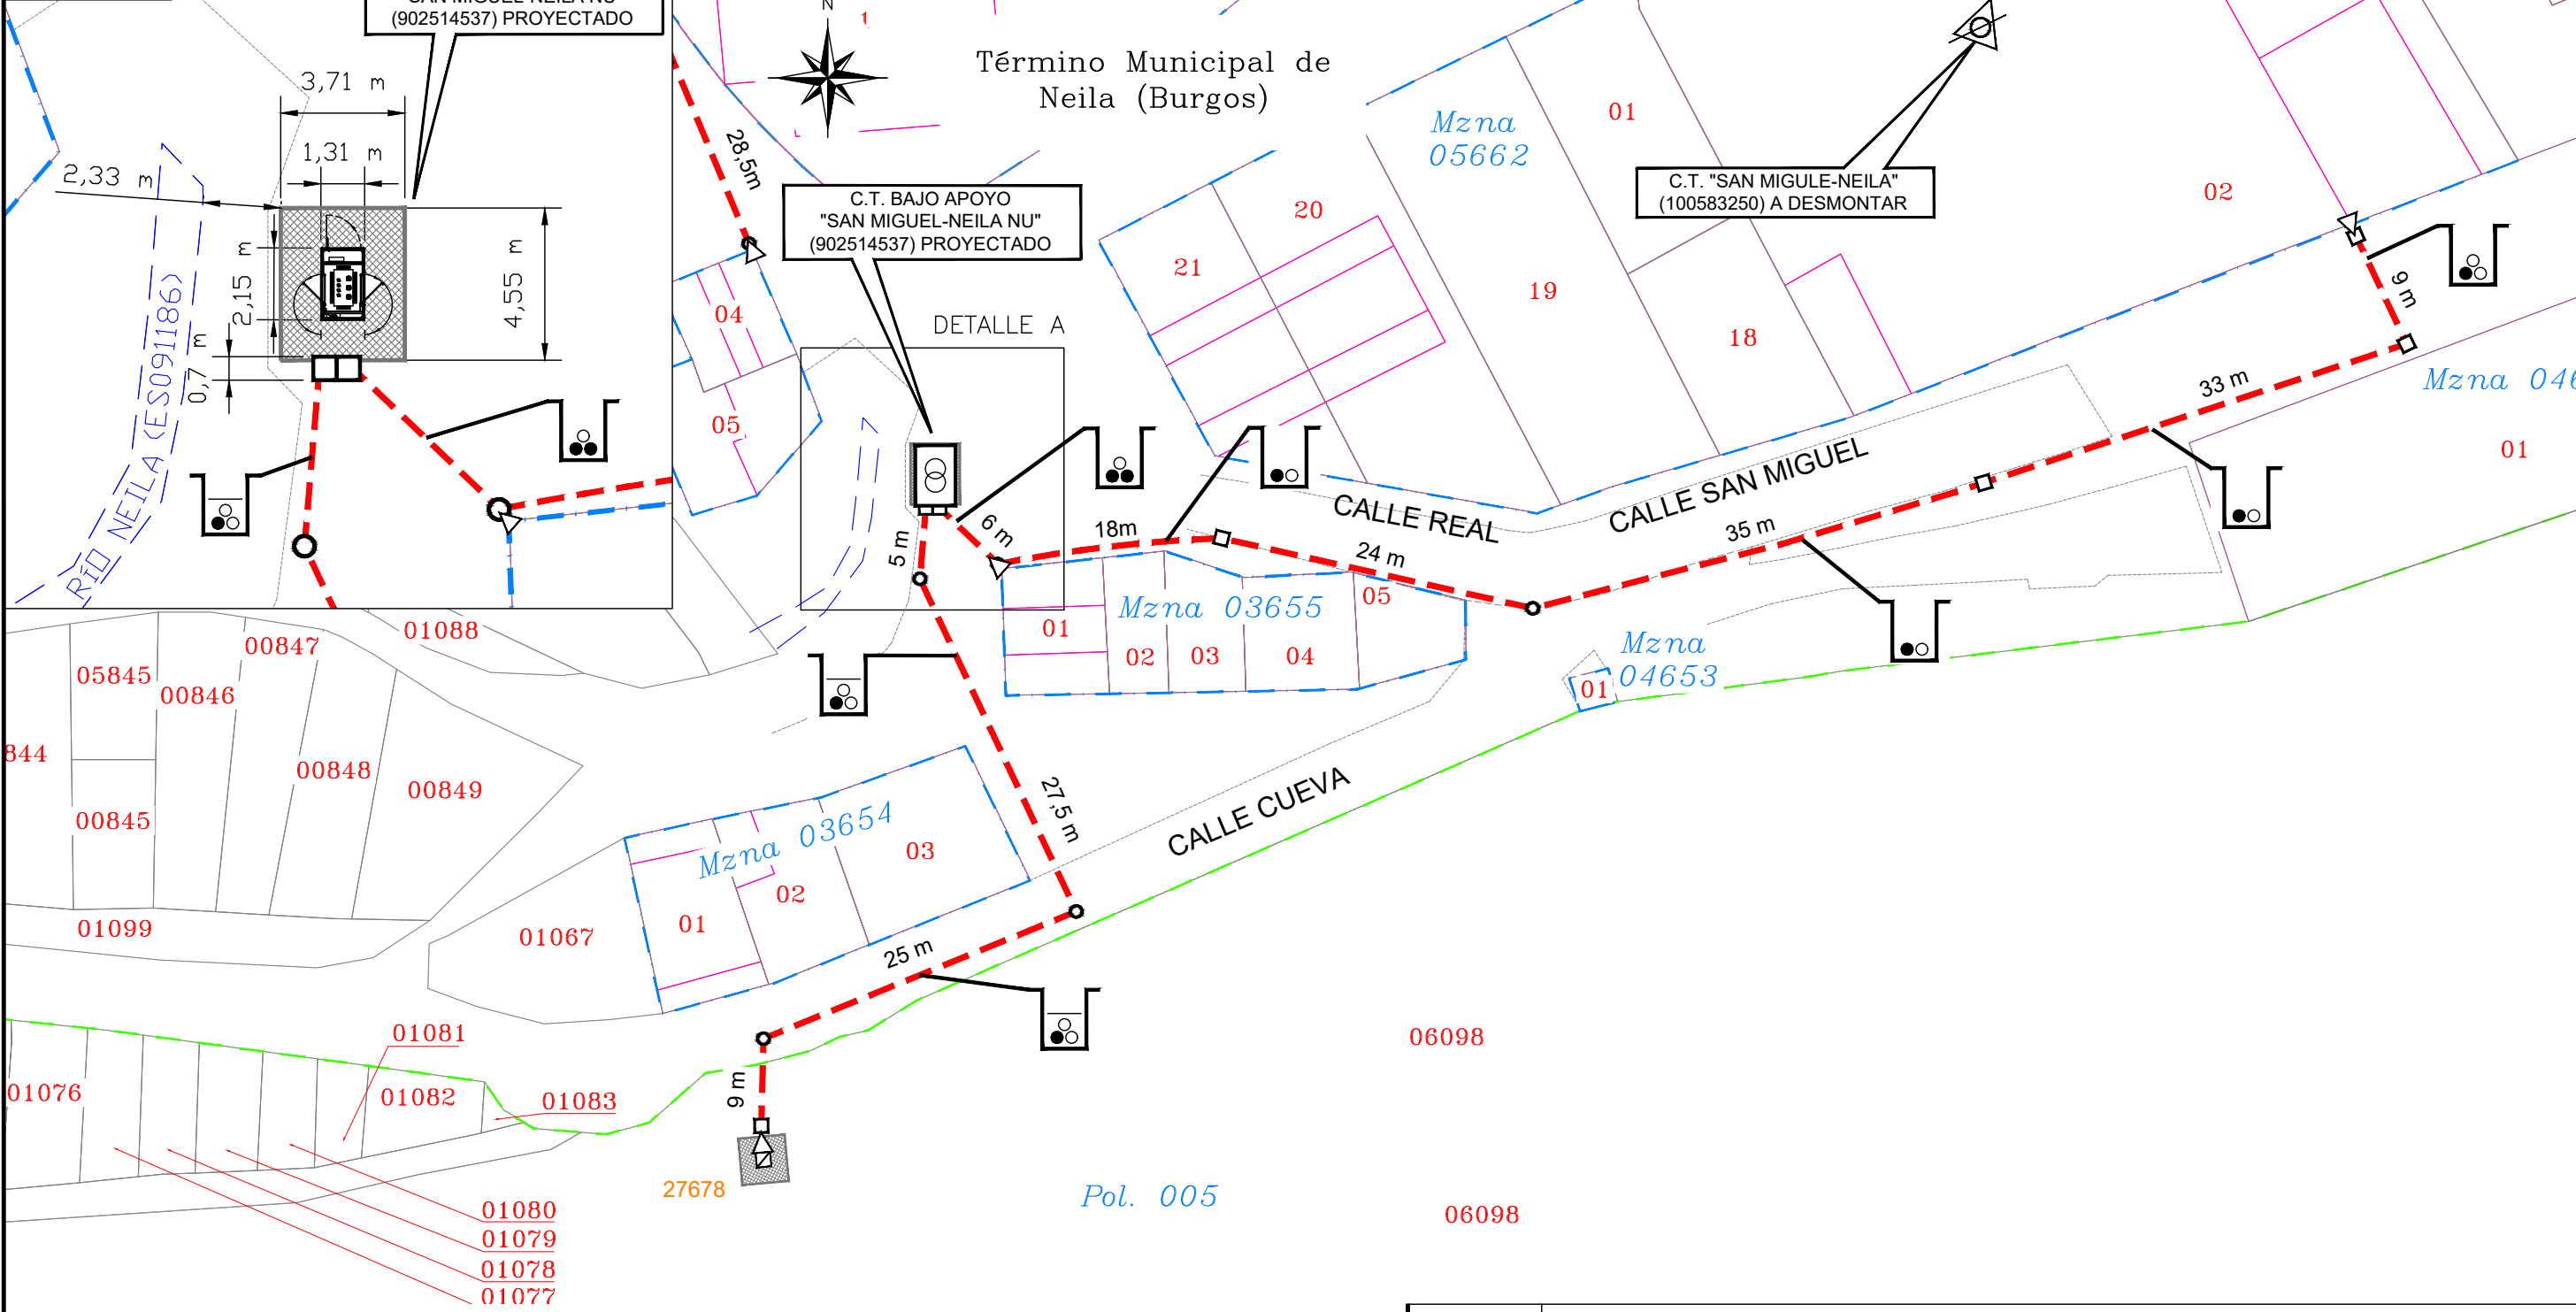 (902514537) PROYECTADO
3,71 m
1,31 m
2,33 m
2,15 m
4,55 m
0,7 m
RÍO NEILA (ES091186)
N
Término Municipal de
Neila (Burgos)
28,5m
C.T. BAJO APOYO
"SAN MIGUEL-NEILA NU"
(902514537) PROYECTADO
DETALLE A
C.T. "SAN MIGULE-NEILA"
(100583250) A DESMONTAR
Mzna
05662
01
02
20
21
19
18
04
05
9 m
33 m
Mzna 04
01
CALLE REAL
CALLE SAN MIGUEL
35 m
24 m
18m
6 m
5 m
Mzna 03655
01
02
03
04
05
Mzna
04653
01
27,5 m
CALLE CUEVA
01088
00847
05845
00846
844
00848
00849
00845
01099
01067
Mzna 03654
01
02
03
25 m
9 m
01081
01076
01082
01083
27678
01080
01079
01078
01077
06098
Pol. 005
06098